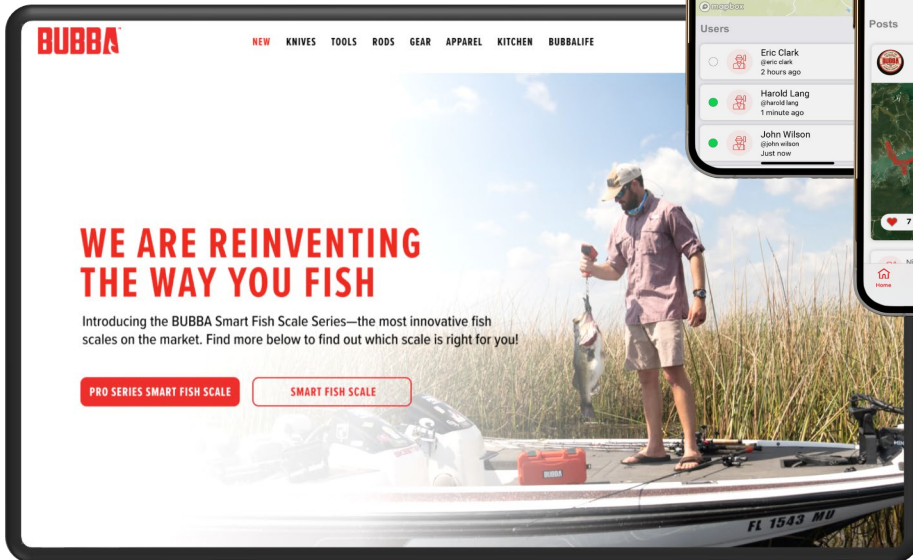 BUBBA
NEW KNIVES TOOLS RODS GEAR APPAREL KITCHEN BUBBALIFE
WE ARE REINVENTING
THE WAY YOU FISH
Introducing the BUBBA Smart Fish Scale Series—the most innovative fish
scales on the market. Find more below to find out which scale is right for you!
PRO SERIES SMART FISH SCALE
SMART FISH SCALE
BUBBA
FL 1543 MU
mapbox
Users
Eric Clark
@eric clark
2 hours ago
Harold Lang
@harold lang
1 minute ago
John Wilson
@john wilson
Just now
Posts
BUBBA
7
Home